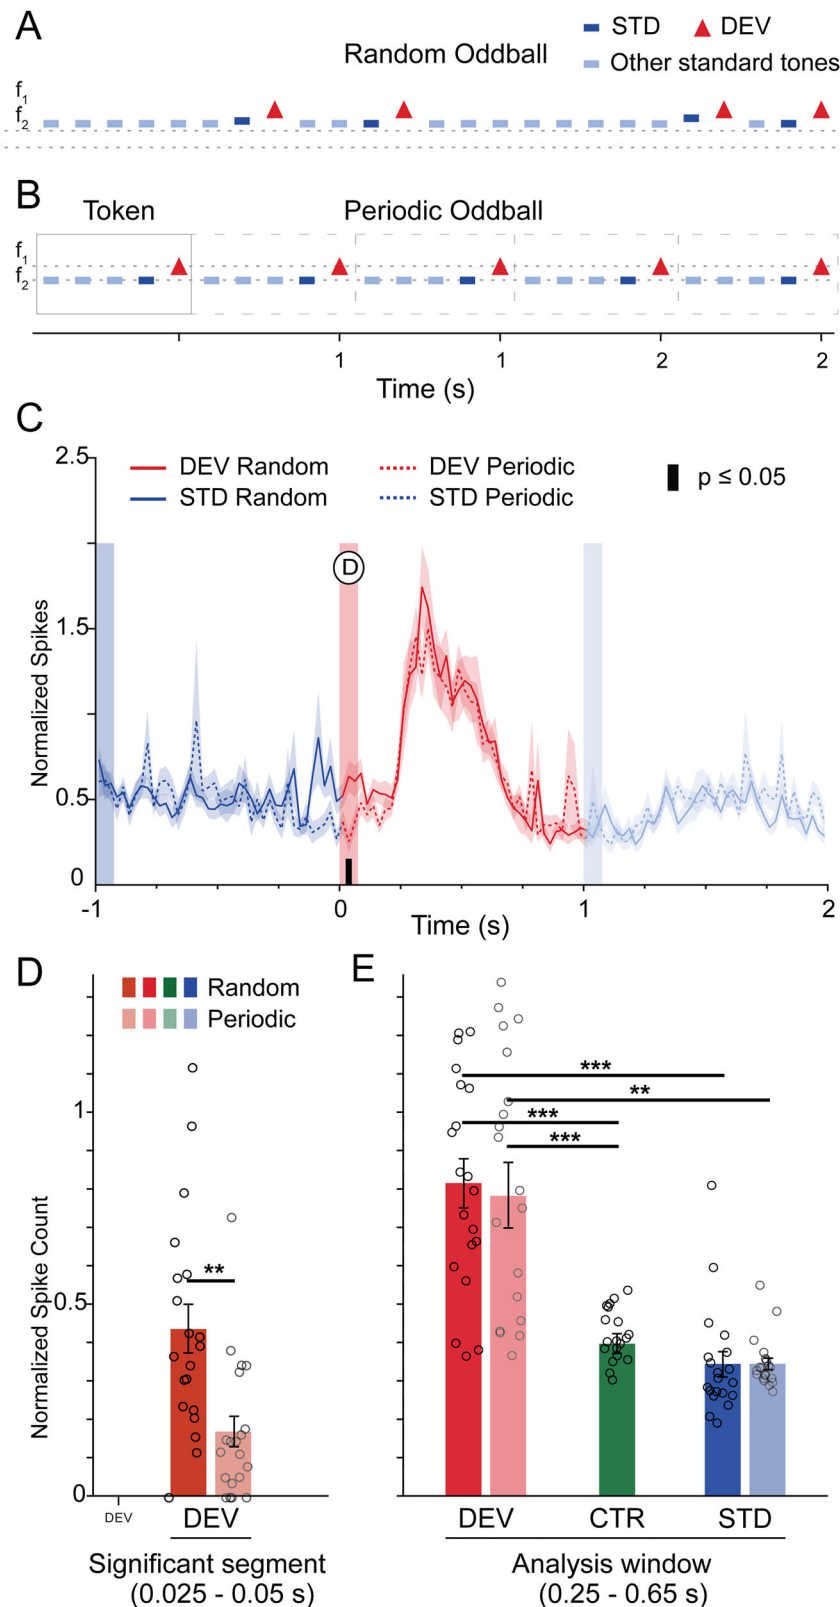 A
STD DEV
Random Oddball
Other standard tones
f1
f2
B
Token Periodic Oddball
f1
f2
1 1 2 2
Time (s)
C
2.5
DEV Random DEV Periodic
STD Random STD Periodic
p ≤ 0.05
D
1.5
Normalized Spikes
0.5
0
-1 0 1 2
Time (s)
D E
Random
Periodic
*** 
**
***
***
1
**
Normalized Spike Count
0.5
0
DEV DEV DEV CTR STD
Significant segment
(0.025 - 0.05 s)
Analysis window
(0.25 - 0.65 s)